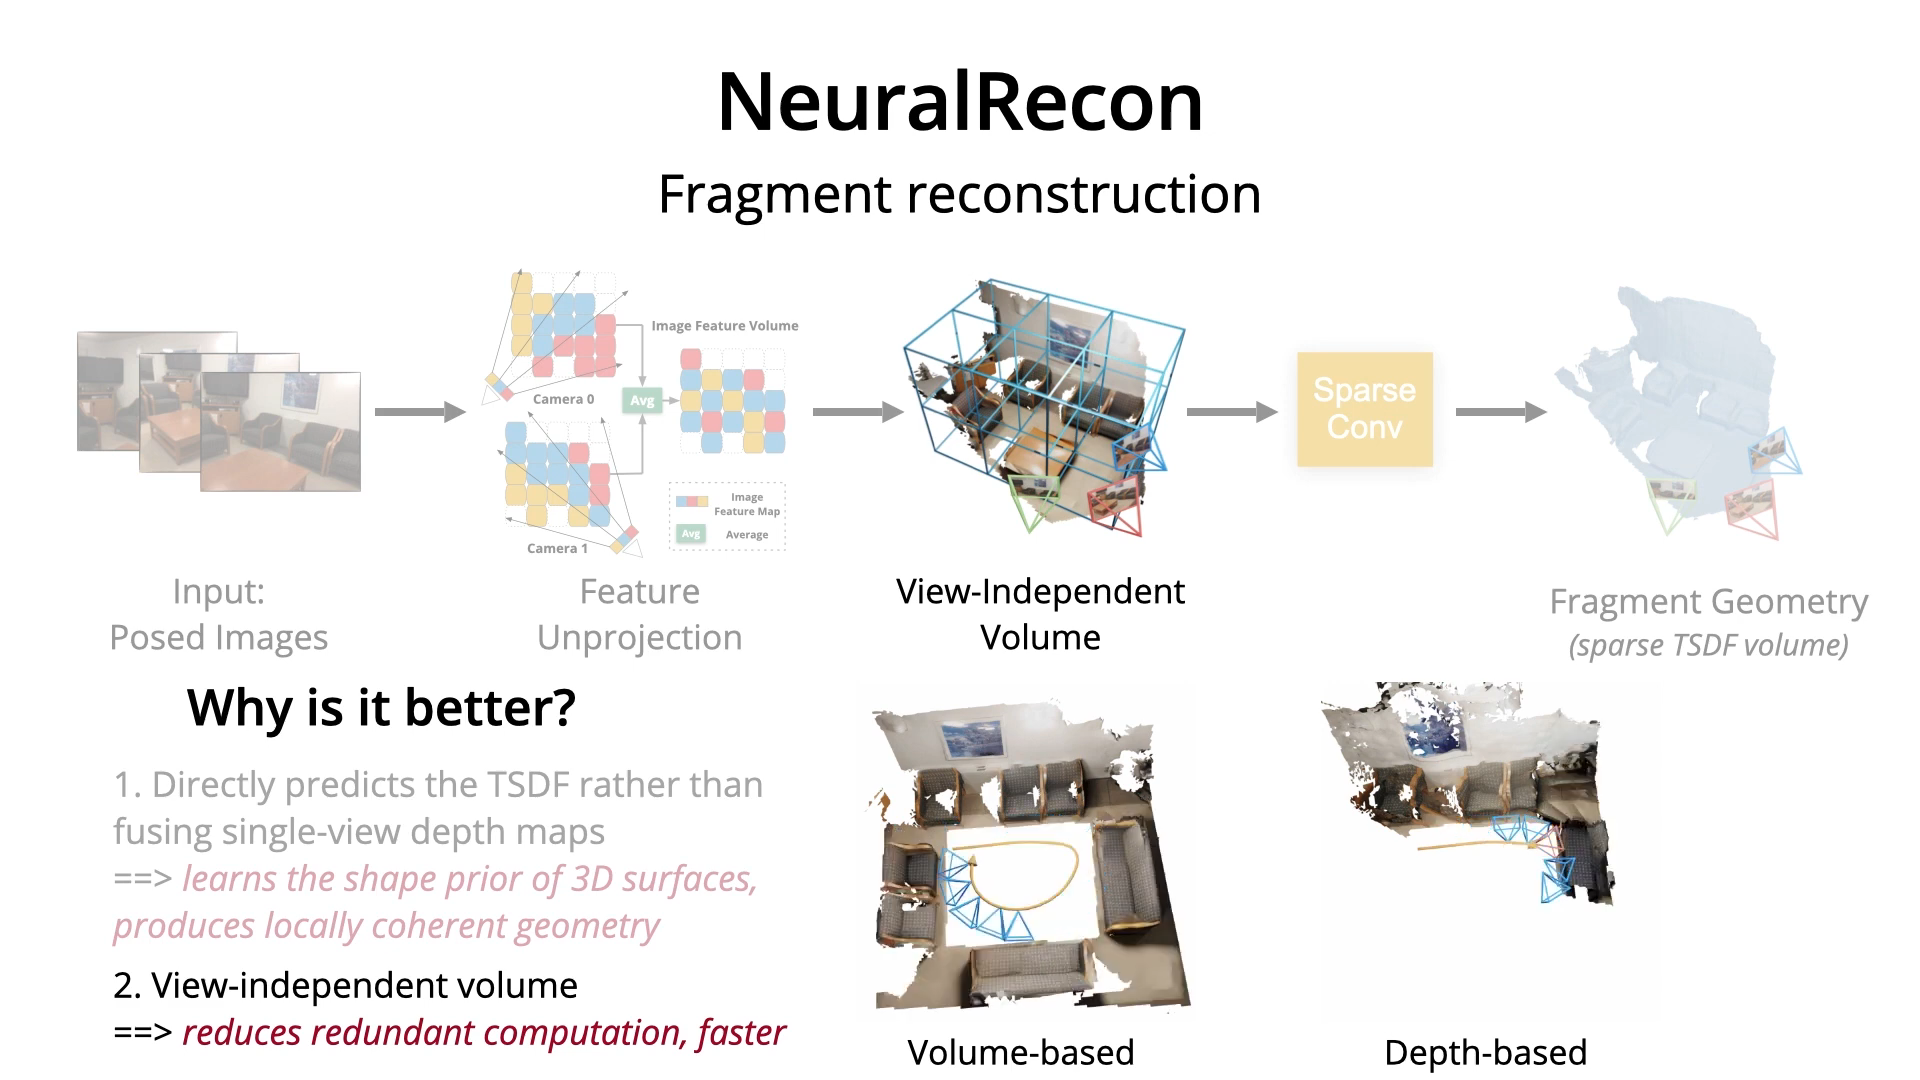 NeuralRecon
Fragment reconstruction
Image Feature Volume
Camera 0
Avg
Image
Feature Map
Avg
Average
Camera 1
Sparse
Conv
Input:
Posed Images
Feature
Unprojection
View-Independent
Volume
Fragment Geometry
(sparse TSDF volume)
Why is it better?
1. Directly predicts the TSDF rather than
fusing single-view depth maps
==> learns the shape prior of 3D surfaces,
produces locally coherent geometry
2. View-independent volume
==> reduces redundant computation, faster
Volume-based
Depth-based